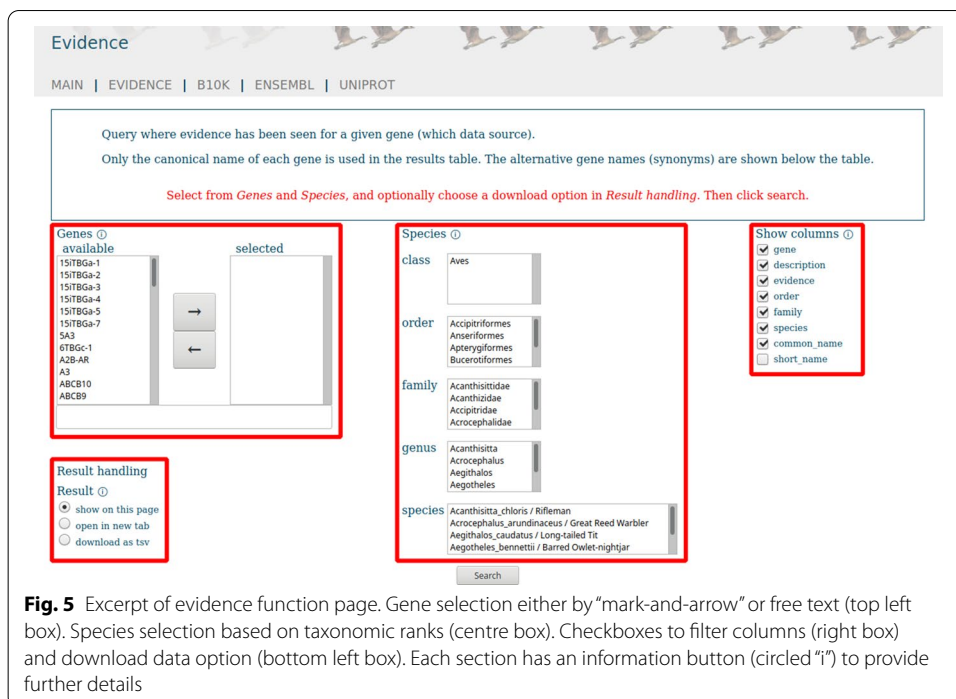 Evidence
MAIN | EVIDENCE | B10K | ENSEMBL | UNIPROT
Query where evidence has been seen for a given gene (which data source).
Only the canonical name of each gene is used in the results table. The alternative gene names (synonyms) are shown below the table.
Select from Genes and Species, and optionally choose a download option in Result handling. Then click search.
Genes ⓘ
available selected
15iTBGa-1
15iTBGa-2
15iTBGa-3
15iTBGa-4
15iTBGa-5
15iTBGa-7
5A3
6TBGc-1
A2B-AR
A3
ABCB10
ABCB9
→
←
Result handling
Result ⓘ
show on this page
open in new tab
download as tsv
Species ⓘ
class
Aves
order
Accipitriformes
Anseriformes
Apterygiformes
Bucerotiformes
family
Acanthisittidae
Acanthizidae
Accipitridae
Acrocephalidae
genus
Acanthisitta
Acrocephalus
Aegithalos
Aegotheles
species
Acanthisitta_chloris / Rifleman
Acrocephalus_arundinaceus / Great Reed Warbler
Aegithalos_caudatus / Long-tailed Tit
Aegotheles_bennettii / Barred Owlet-nightjar
Show columns ⓘ
gene
description
evidence
order
family
species
common_name
short_name
Search
Fig. 5 Excerpt of evidence function page. Gene selection either by “mark-and-arrow” or free text (top left
box). Species selection based on taxonomic ranks (centre box). Checkboxes to filter columns (right box)
and download data option (bottom left box). Each section has an information button (circled “i”) to provide
further details